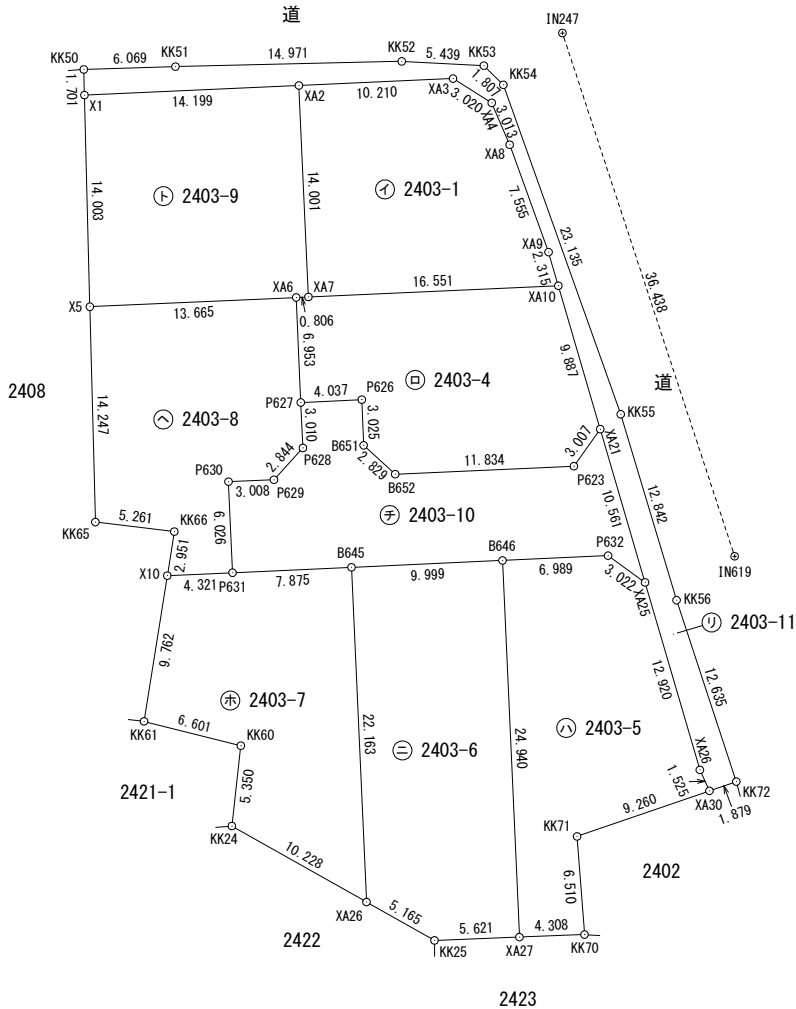 道
IN247
KK50
6.069
KK51
14.971
KK52
5.439
KK53
KK54
1.701
X1
14.199
XA2
10.210
XA3
1.807
3.020
XA4
3.013
XA8
14.003
㋣ 2403-9
14.001
㋑ 2403-1
7.555
23.135
36.438
XA9
2.315
XA10
X5
13.665
XA6
XA7
16.551
0.806
6.953
9.887
道
2408
14.247
㋬ 2403-8
P627
4.037
P626
㋺ 2403-4
KK55
3.010
3.025
XA21
3.007
B651
P628
2.844
2.829
B652
11.834
P623
P630
3.008
P629
12.842
10.561
KK65
5.261
KK66
6.026
㋠ 2403-10
2.951
X10
4.321
P631
7.875
B645
9.999
B646
6.989
P632
3.022
XA25
IN619
KK56
㋷ 2403-11
9.762
12.920
12.635
㋭ 2403-7
KK61
6.601
KK60
22.163
㋥ 2403-6
24.940
㋩ 2403-5
2421-1
5.350
XA26
1.525
KK72
XA30
1.879
KK24
9.260
KK71
10.228
2402
6.510
XA26
5.165
2422
KK25
5.621
XA27
4.308
KK70
2423